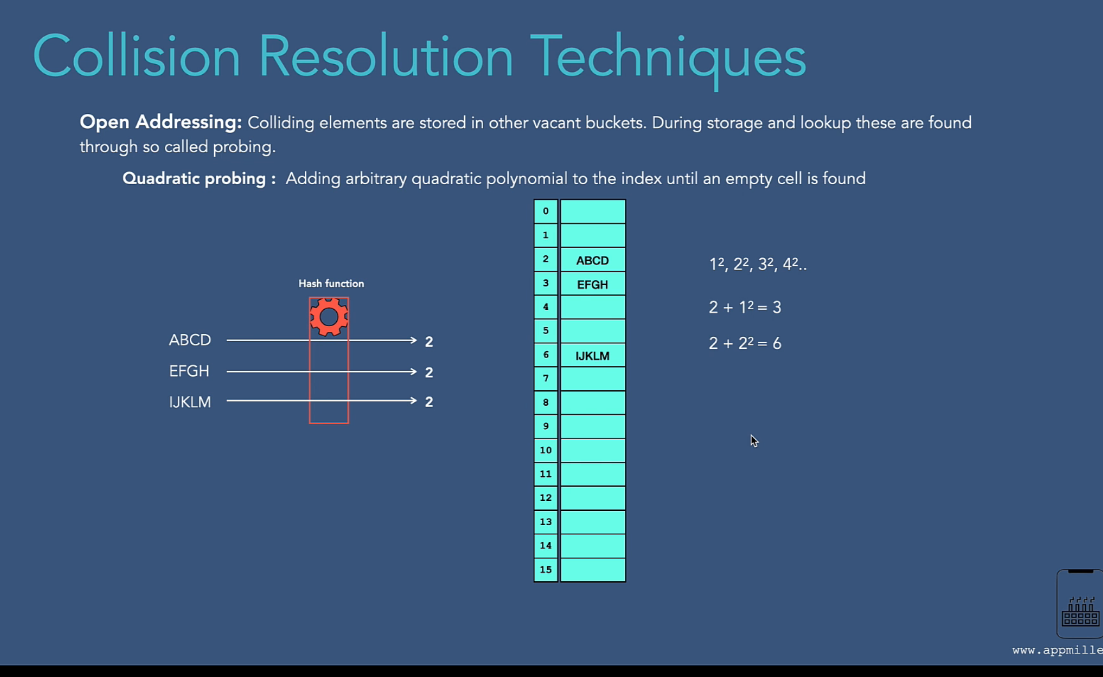 Collision Resolution Techniques
Open Addressing: Colliding elements are stored in other vacant buckets. During storage and lookup these are found
through so called probing.
Quadratic probing : Adding arbitrary quadratic polynomial to the index until an empty cell is found
Hash function
ABCD 2
EFGH 2
IJKLM 2
0
1
2 ABCD
3 EFGH
4
5
6 IJKLM
7
8
9
10
11
12
13
14
15
1², 2², 3², 4²..
2 + 1² = 3
2 + 2² = 6
www.appmille